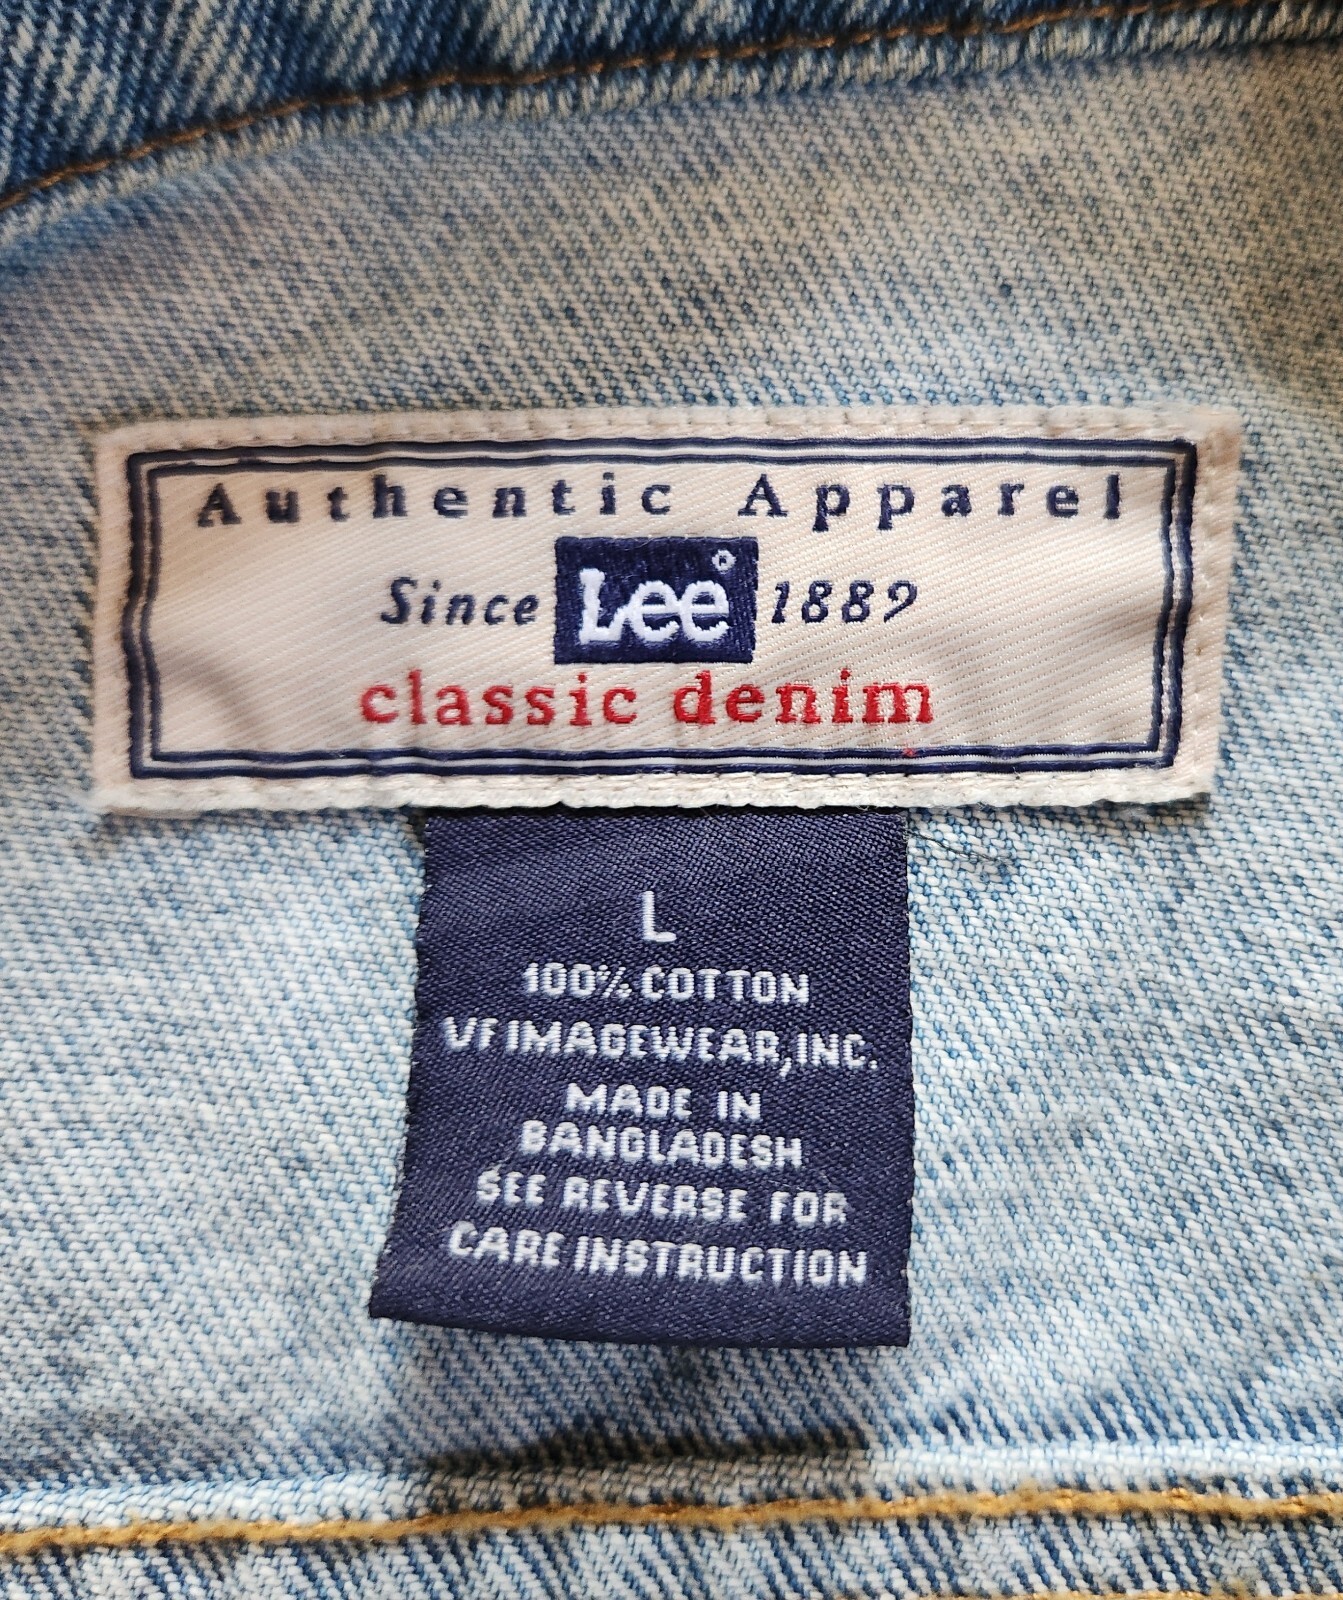 Authentic Apparel
Since Lee® 1889
classic denim
L
100% COTTON
VF IMAGEWEAR, INC.
MADE IN
BANGLADESH
SEE REVERSE FOR
CARE INSTRUCTION